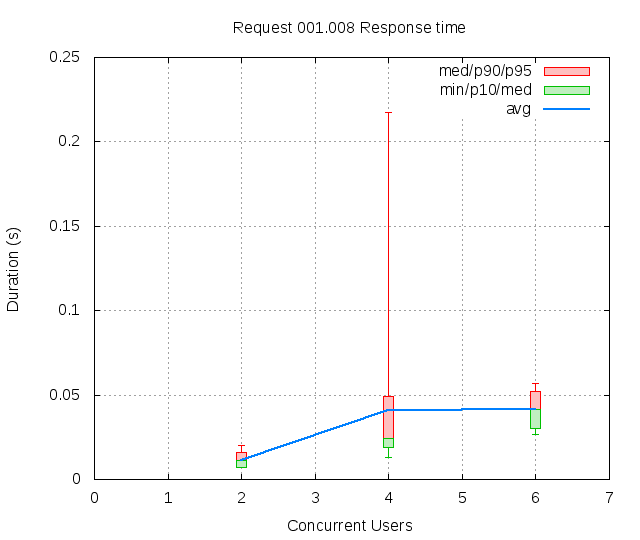 Request 001.008 Response time
med/p90/p95
min/p10/med
avg
0.25
0.2
0.15
0.1
0.05
0
Duration (s)
0 1 2 3 4 5 6 7
Concurrent Users